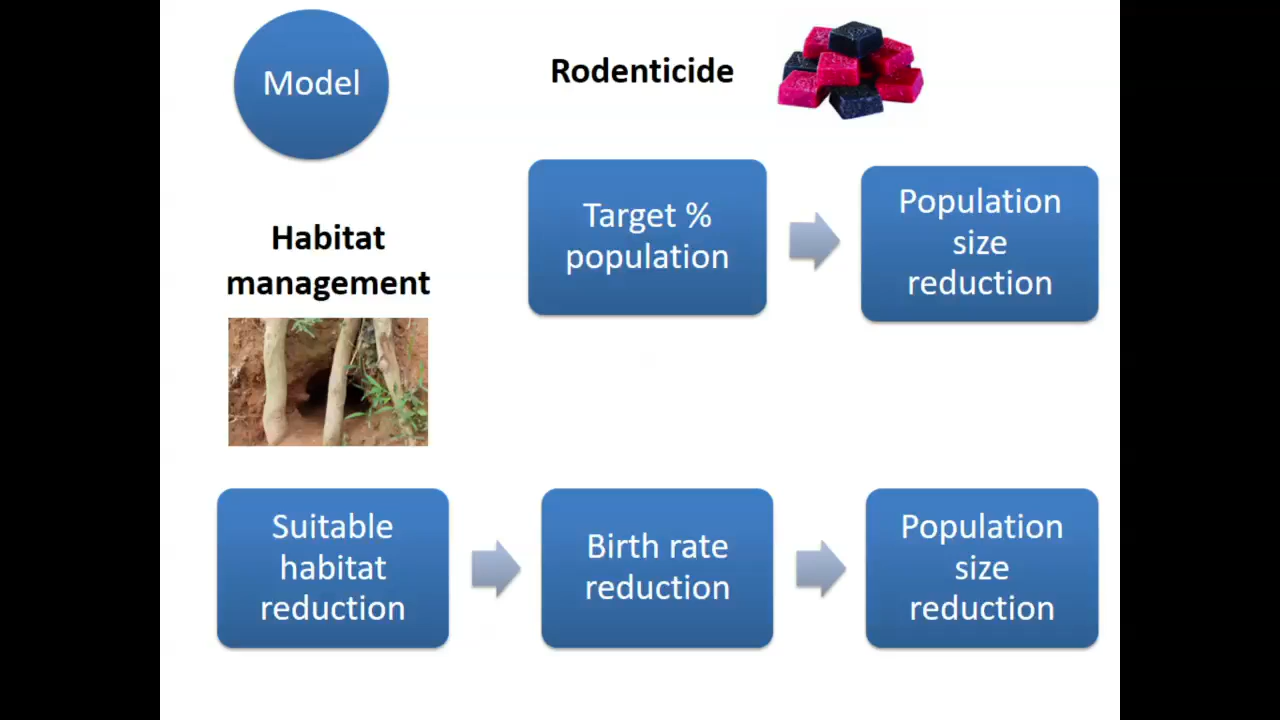 Model
Rodenticide
Target %
population
Population
size
reduction
Habitat
management
Suitable
habitat
reduction
Birth rate
reduction
Population
size
reduction